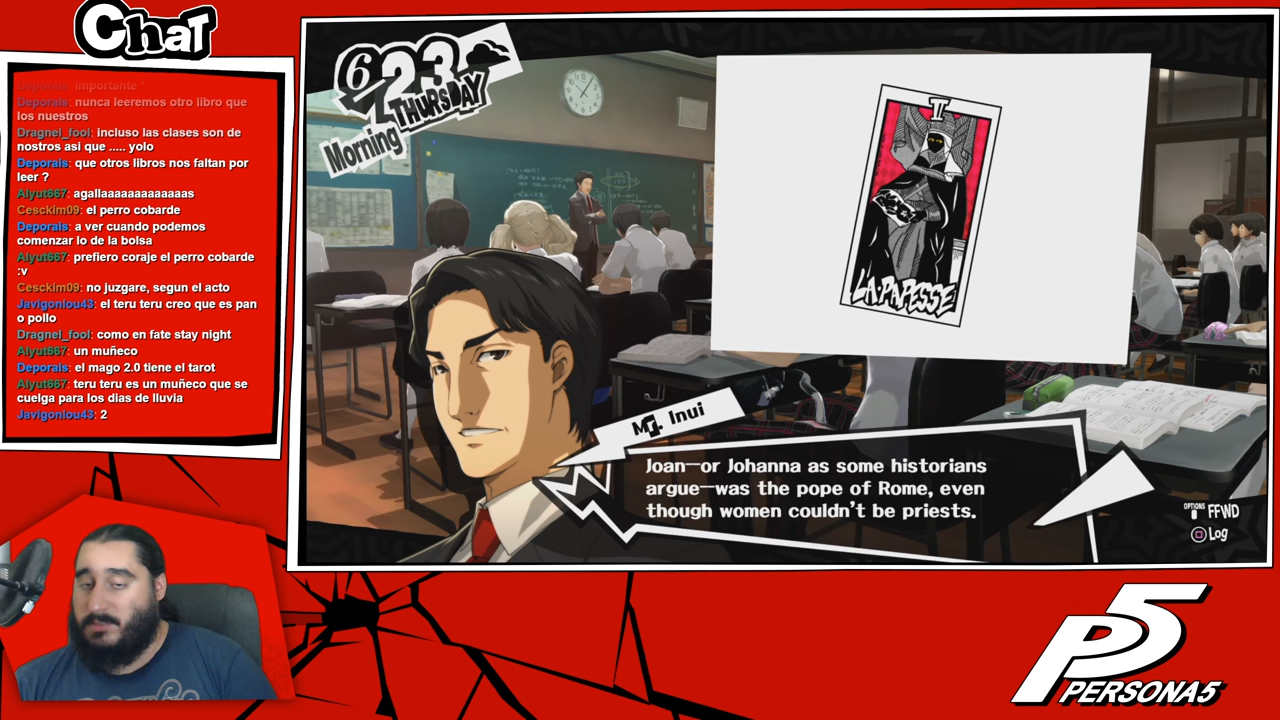 Chat
Deporais: importante "
Deporais: nunca leeremos otro libro que
los nuestros
Dragnel_fool: incluso las clases son de
nostros asi que ..... yolo
Deporais: que otros libros nos faltan por
leer ?
Alyut667: agallaaaaaaaaaaaaas
Cesckim09: el perro cobarde
Deporais: a ver cuando podemos
comenzar lo de la bolsa
Alyut667: prefiero coraje el perro cobarde
:v
Cesckim09: no juzgare, segun el acto
Javigoniou43: el teru teru creo que es pan
o pollo
Dragnel_fool: como en fate stay night
Alyut667: un muñeco
Deporais: el mago 2.0 tiene el tarot
Alyut667: teru teru es un muñeco que se
cuelga para los dias de lluvia
Javigoniou43: 2
6/23
THURSDAY
Morning
II
LA·PAPESSE
Mr. Inui
Joan—or Johanna as some historians
argue—was the pope of Rome, even
though women couldn't be priests.
OPTIONS FFWD
Log
P5
PERSONA5